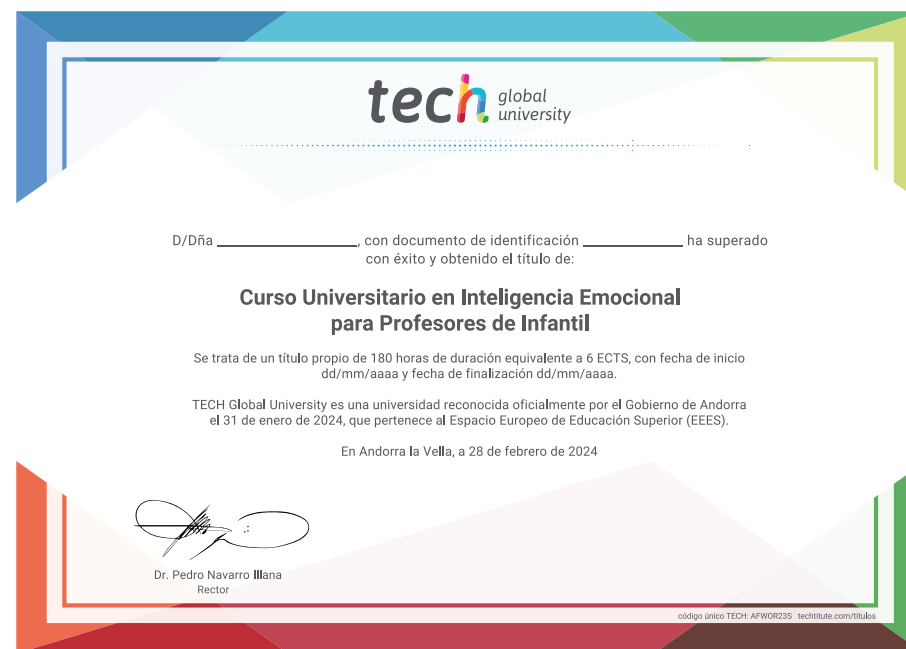 tech global university
D/Dña ____________________, con documento de identificación ______________ ha superado
con éxito y obtenido el título de:
Curso Universitario en Inteligencia Emocional
para Profesores de Infantil
Se trata de un título propio de 180 horas de duración equivalente a 6 ECTS, con fecha de inicio
dd/mm/aaaa y fecha de finalización dd/mm/aaaa.
TECH Global University es una universidad reconocida oficialmente por el Gobierno de Andorra
el 31 de enero de 2024, que pertenece al Espacio Europeo de Educación Superior (EEES).
En Andorra la Vella, a 28 de febrero de 2024
Dr. Pedro Navarro Illana
Rector
código único TECH: AFWOR23S techtitute.com/titulos